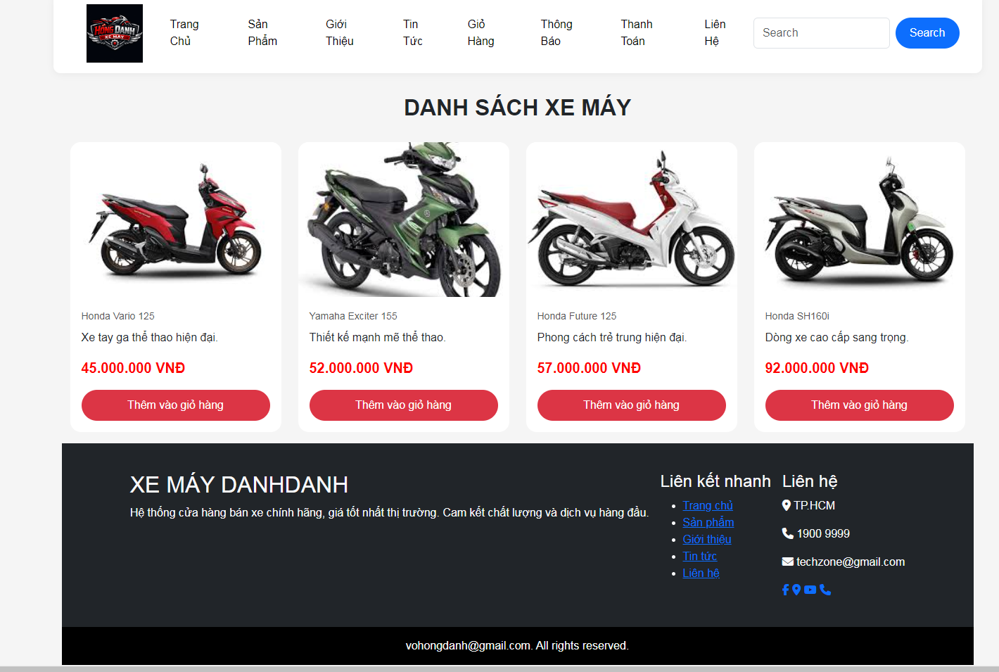 HỒNG DANH
XE MÁY
Trang Chủ
Sản Phẩm
Giới Thiệu
Tin Tức
Giỏ Hàng
Thông Báo
Thanh Toán
Liên Hệ
Search
Search
DANH SÁCH XE MÁY
Honda Vario 125
Xe tay ga thể thao hiện đại.
45.000.000 VNĐ
Thêm vào giỏ hàng
Yamaha Exciter 155
Thiết kế mạnh mẽ thể thao.
52.000.000 VNĐ
Thêm vào giỏ hàng
Honda Future 125
Phong cách trẻ trung hiện đại.
57.000.000 VNĐ
Thêm vào giỏ hàng
Honda SH160i
Dòng xe cao cấp sang trọng.
92.000.000 VNĐ
Thêm vào giỏ hàng
XE MÁY DANHDANH
Hệ thống cửa hàng bán xe chính hãng, giá tốt nhất thị trường. Cam kết chất lượng và dịch vụ hàng đầu.
Liên kết nhanh
Trang chủ
Sản phẩm
Giới thiệu
Tin tức
Liên hệ
Liên hệ
TP.HCM
1900 9999
techzone@gmail.com
vohongdanh@gmail.com. All rights reserved.